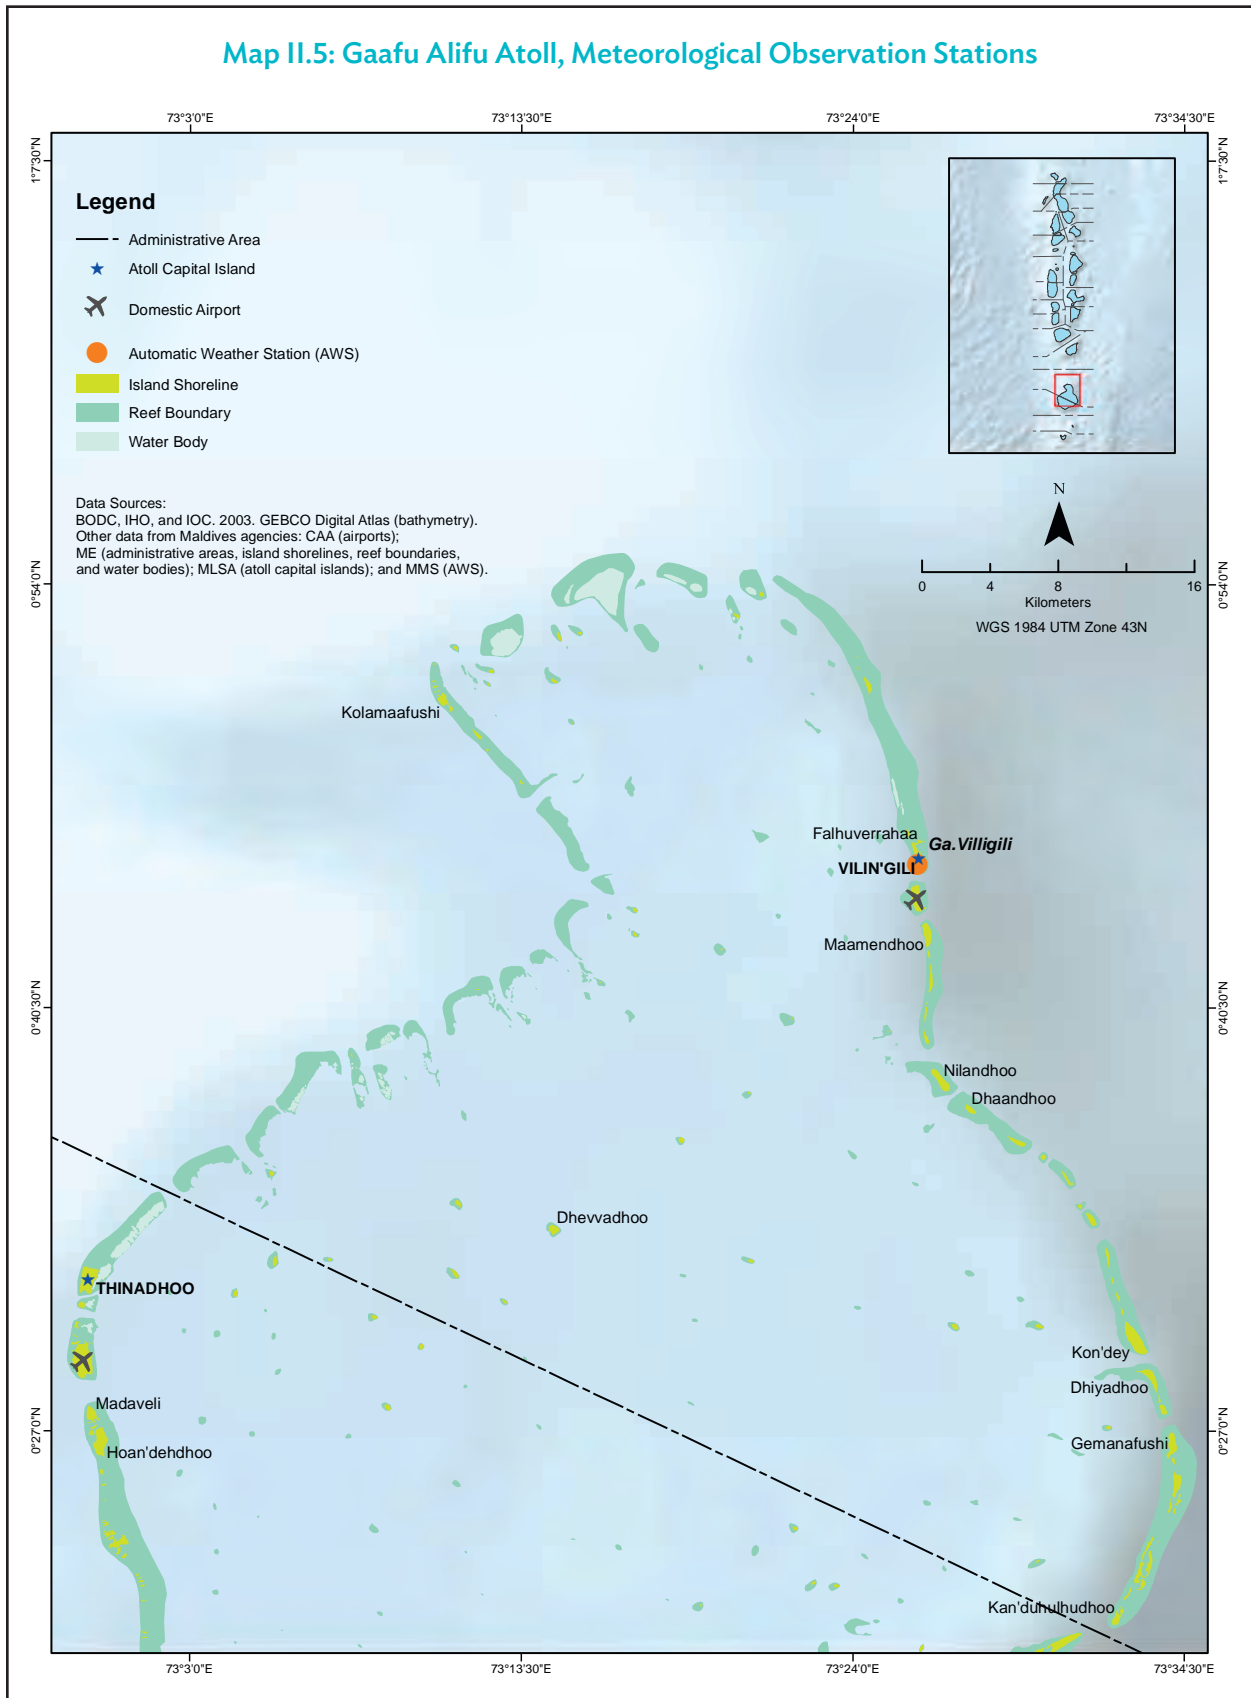 Map II.5: Gaafu Alifu Atoll, Meteorological Observation Stations
73°3'0"E
73°13'30"E
73°24'0"E
73°34'30"E
1°7'30"N
1°7'30"N
Legend
Administrative Area
Atoll Capital Island
Domestic Airport
Automatic Weather Station (AWS)
Island Shoreline
Reef Boundary
Water Body
Data Sources:
BODC, IHO, and IOC. 2003. GEBCO Digital Atlas (bathymetry).
Other data from Maldives agencies: CAA (airports);
ME (administrative areas, island shorelines, reef boundaries,
and water bodies); MLSA (atoll capital islands); and MMS (AWS).
N
0 4 8 16
Kilometers
WGS 1984 UTM Zone 43N
0°54'0"N
0°54'0"N
Kolamaafushi
Falhuverrahaa
Ga.Villigili
VILIN'GILI
Maamendhoo
0°40'30"N
0°40'30"N
Nilandhoo
Dhaandhoo
Dhevvadhoo
THINADHOO
Kon'dey
Dhiyadhoo
Madaveli
Gemanafushi
Hoan'dehdhoo
0°27'0"N
0°27'0"N
Kan'duhulhudhoo
73°3'0"E
73°13'30"E
73°24'0"E
73°34'30"E